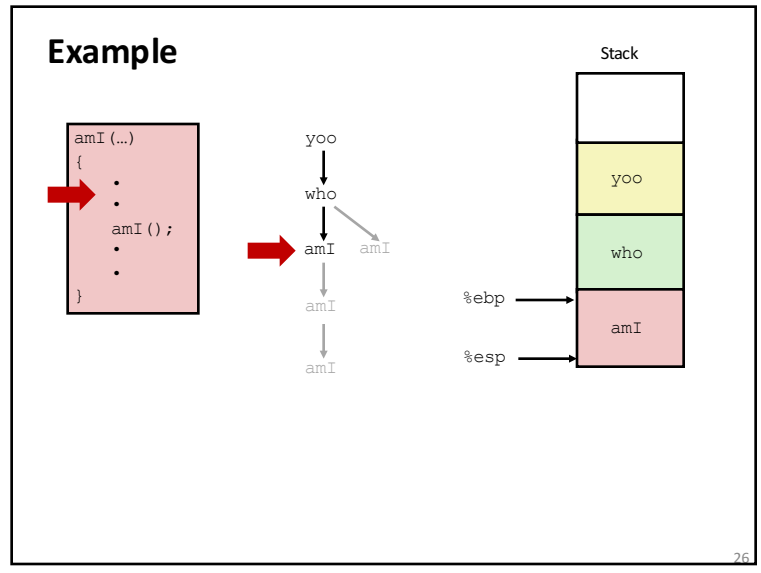 Example
Stack
amI(…)
{
•
•
amI();
•
•
}
yoo
who
amI amI
amI
amI
yoo
who
%ebp
amI
%esp
26